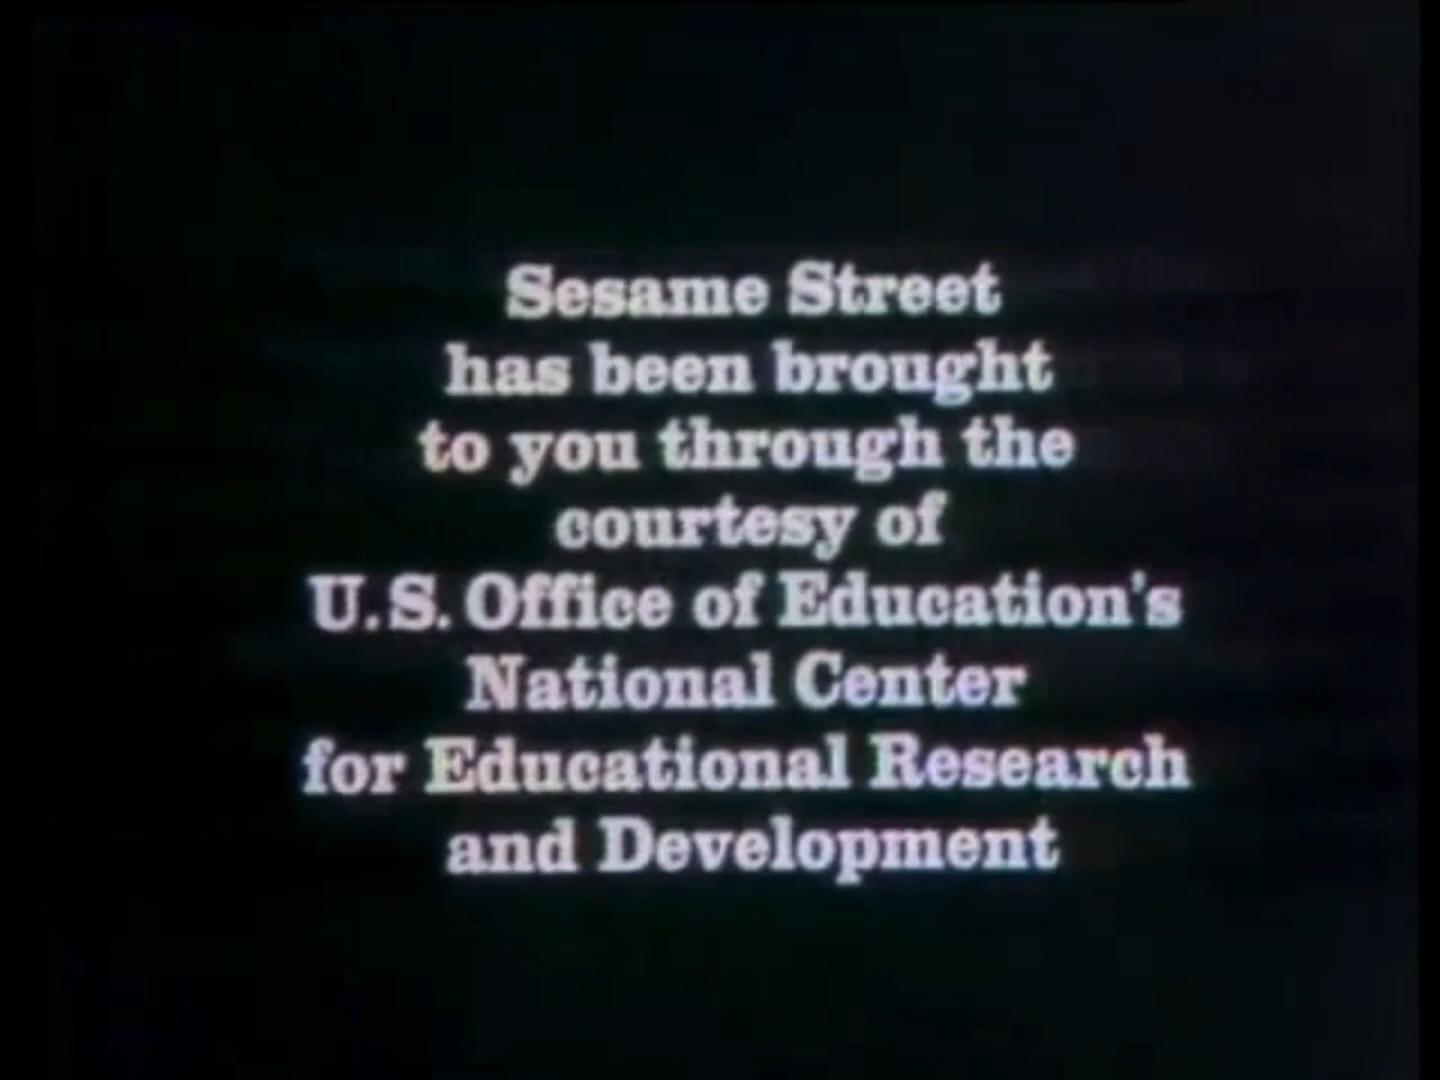 Sesame Street
has been brought
to you through the
courtesy of
U.S. Office of Education's
National Center
for Educational Research
and Development